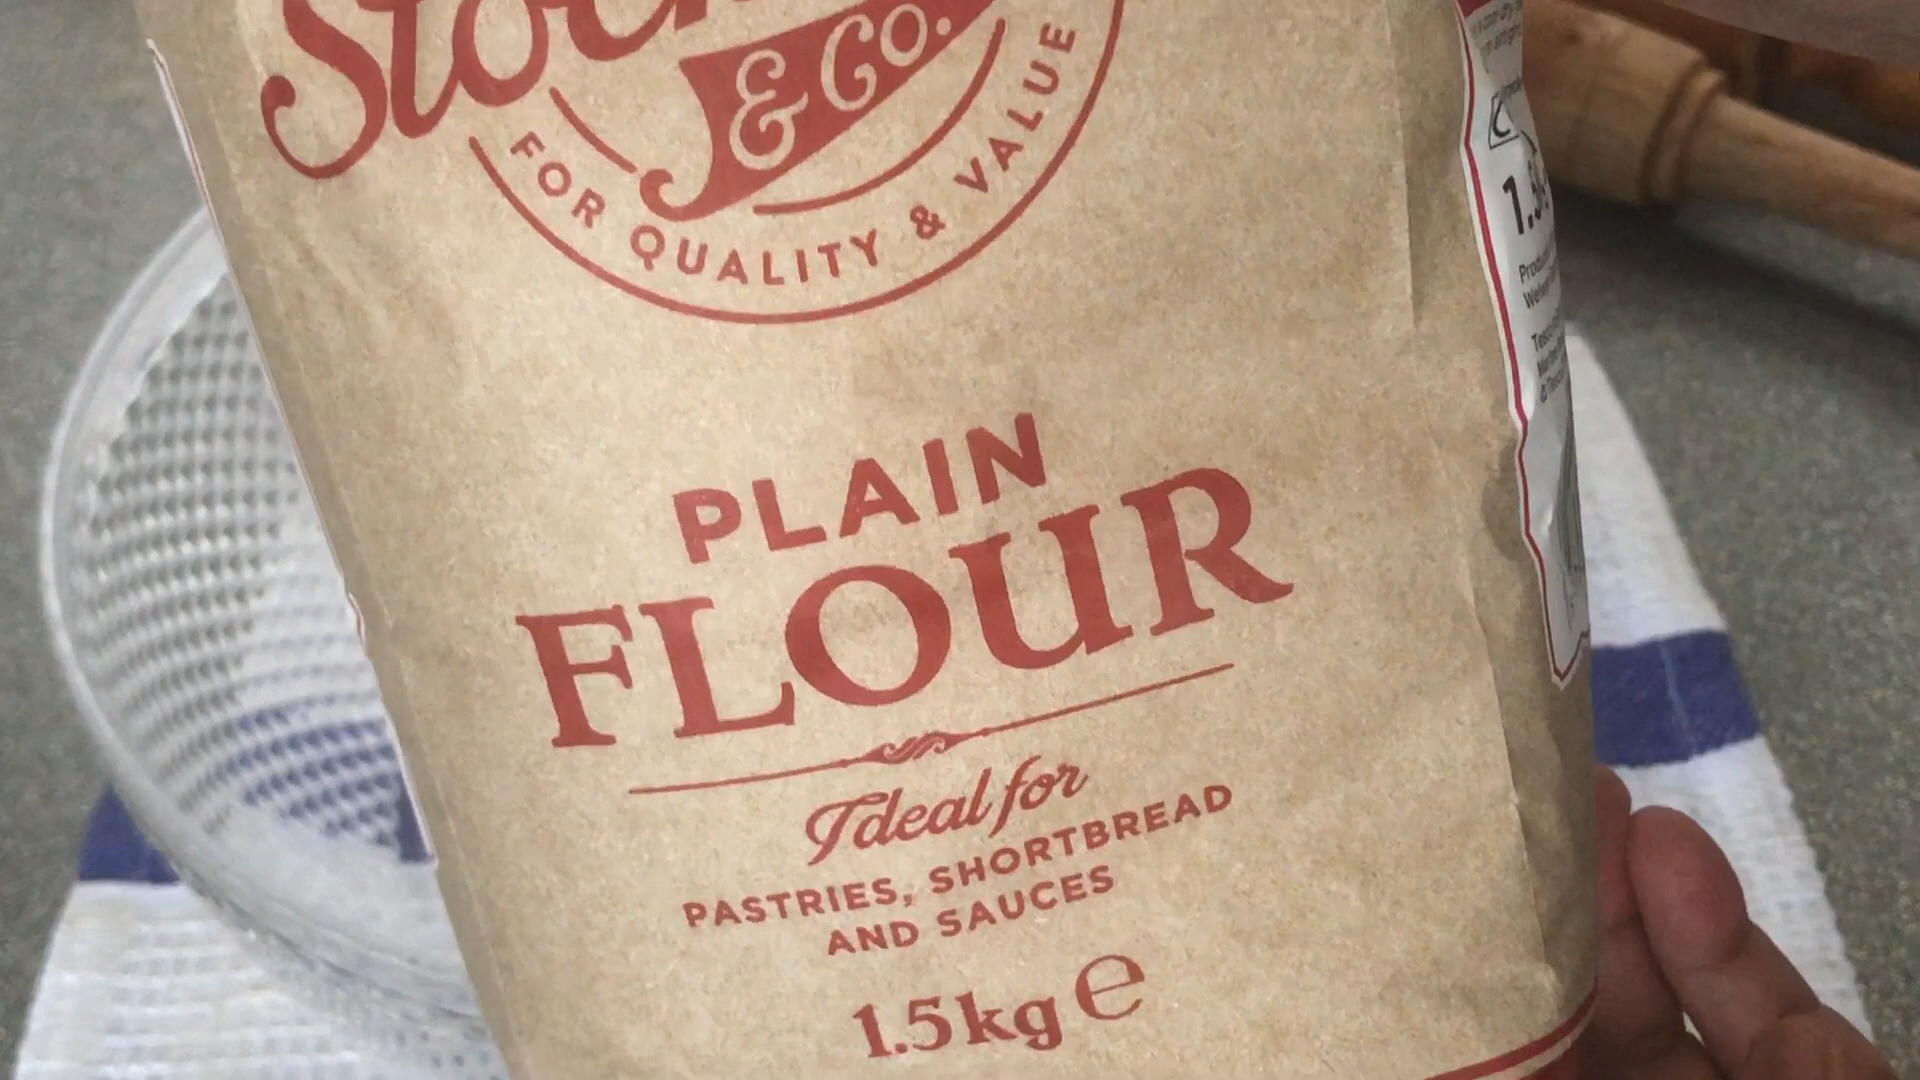 & Co.
FOR QUALITY & VALUE
PLAIN
FLOUR
Ideal for
PASTRIES, SHORTBREAD
AND SAUCES
1.5kg e